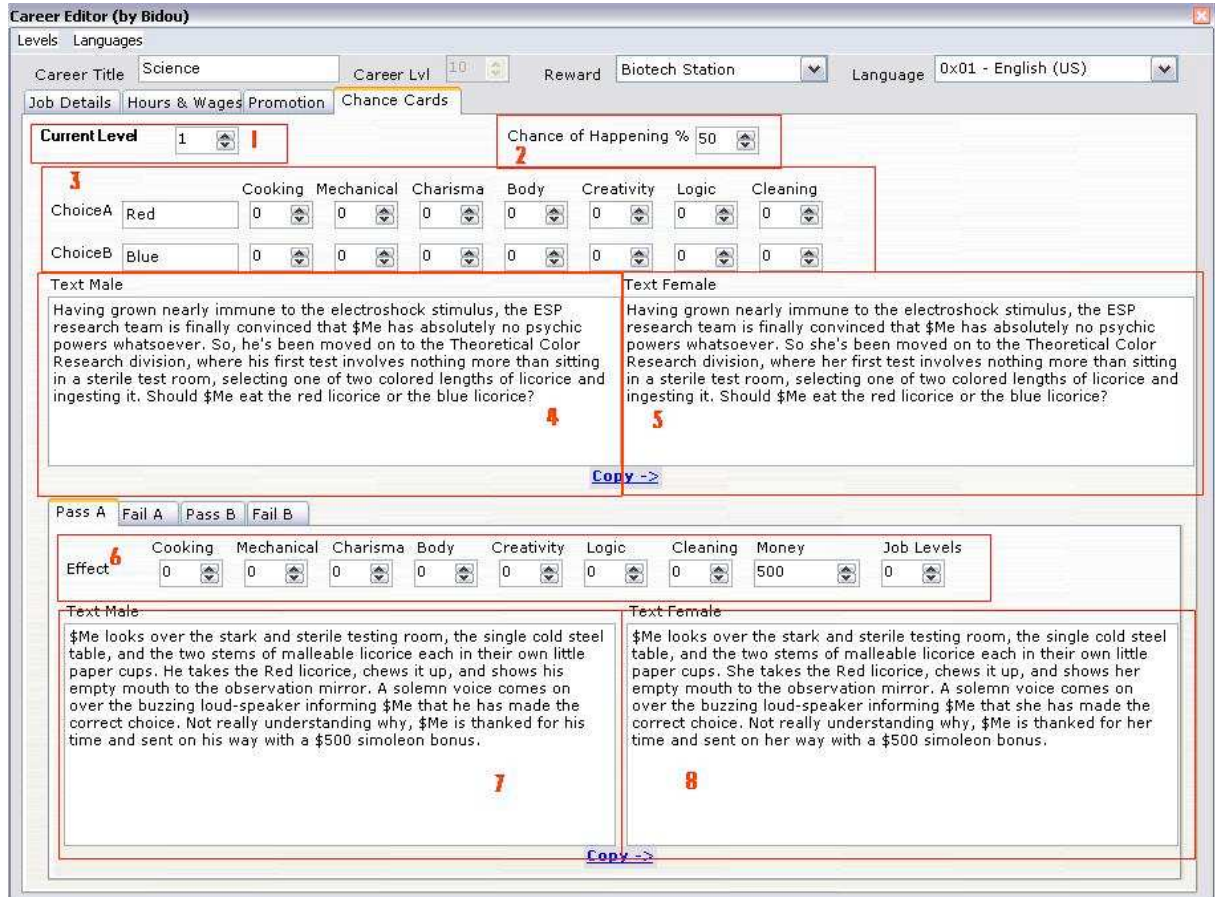 Career Editor (by Bidou)
Levels Languages
Career Title Science Career Lvl 10 Reward Biotech Station Language 0x01 - English (US)
Job Details Hours & Wages Promotion Chance Cards
Current Level 1 1 Chance of Happening % 50
2
3
Cooking Mechanical Charisma Body Creativity Logic Cleaning
ChoiceA Red 0 0 0 0 0 0 0
ChoiceB Blue 0 0 0 0 0 0 0
Text Male
Having grown nearly immune to the electroshock stimulus, the ESP
research team is finally convinced that $Me has absolutely no psychic
powers whatsoever. So, he's been moved on to the Theoretical Color
Research division, where his first test involves nothing more than sitting
in a sterile test room, selecting one of two colored lengths of licorice and
ingesting it. Should $Me eat the red licorice or the blue licorice?
4
Text Female
Having grown nearly immune to the electroshock stimulus, the ESP
research team is finally convinced that $Me has absolutely no psychic
powers whatsoever. So she's been moved on to the Theoretical Color
Research division, where her first test involves nothing more than sitting
in a sterile test room, selecting one of two colored lengths of licorice and
ingesting it. Should $Me eat the red licorice or the blue licorice?
5
Copy ->
Pass A Fail A Pass B Fail B
6 Cooking Mechanical Charisma Body Creativity Logic Cleaning Money Job Levels
Effect 0 0 0 0 0 0 0 500 0
Text Male
$Me looks over the stark and sterile testing room, the single cold steel
table, and the two stems of malleable licorice each in their own little
paper cups. He takes the Red licorice, chews it up, and shows his
empty mouth to the observation mirror. A solemn voice comes on
over the buzzing loud-speaker informing $Me that he has made the
correct choice. Not really understanding why, $Me is thanked for his
time and sent on his way with a $500 simoleon bonus.
7
Text Female
$Me looks over the stark and sterile testing room, the single cold steel
table, and the two stems of malleable licorice each in their own little
paper cups. She takes the Red licorice, chews it up, and shows her
empty mouth to the observation mirror. A solemn voice comes on
over the buzzing loud-speaker informing $Me that she has made the
correct choice. Not really understanding why, $Me is thanked for her
time and sent on her way with a $500 simoleon bonus.
8
Copy ->